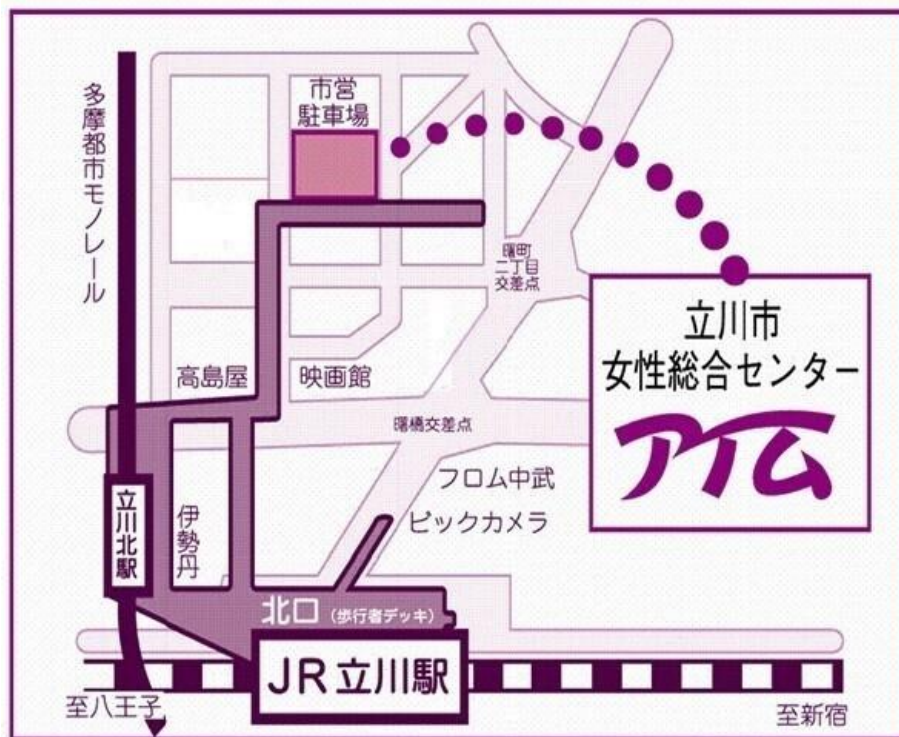 多摩都市モノレール
市営
駐車場
曙町
二丁目
交差点
立川市
女性総合センター
アイム
高島屋
映画館
曙橋交差点
フロム中武
ビックカメラ
立川北駅
伊勢丹
北口 (歩行者デッキ)
JR立川駅
至八王子
至新宿